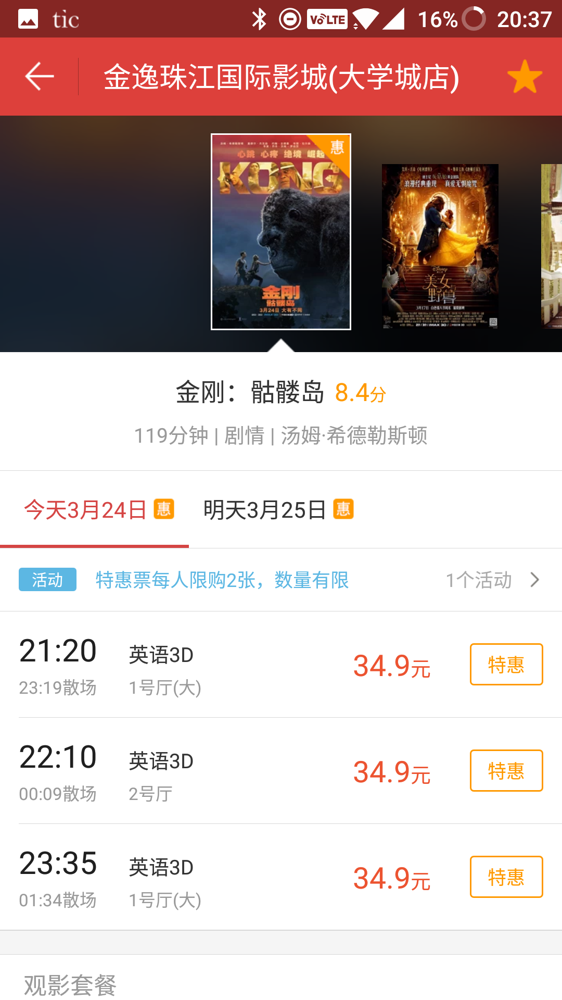 tic
VoLTE
16%
20:37
金逸珠江国际影城(大学城店)
惠
心跳 心疼 绝境 崛起
KONG
金刚
骷髅岛
3月24日 大有不同
浪漫经典重现 真爱无惧魔咒
Disney
美女与野兽
3月17日
金刚：骷髅岛 8.4分
119分钟 | 剧情 | 汤姆·希德勒斯顿
今天3月24日 惠
明天3月25日 惠
活动 特惠票每人限购2张，数量有限 1个活动
21:20 英语3D 34.9元 特惠
23:19散场 1号厅(大)
22:10 英语3D 34.9元 特惠
00:09散场 2号厅
23:35 英语3D 34.9元 特惠
01:34散场 1号厅(大)
观影套餐